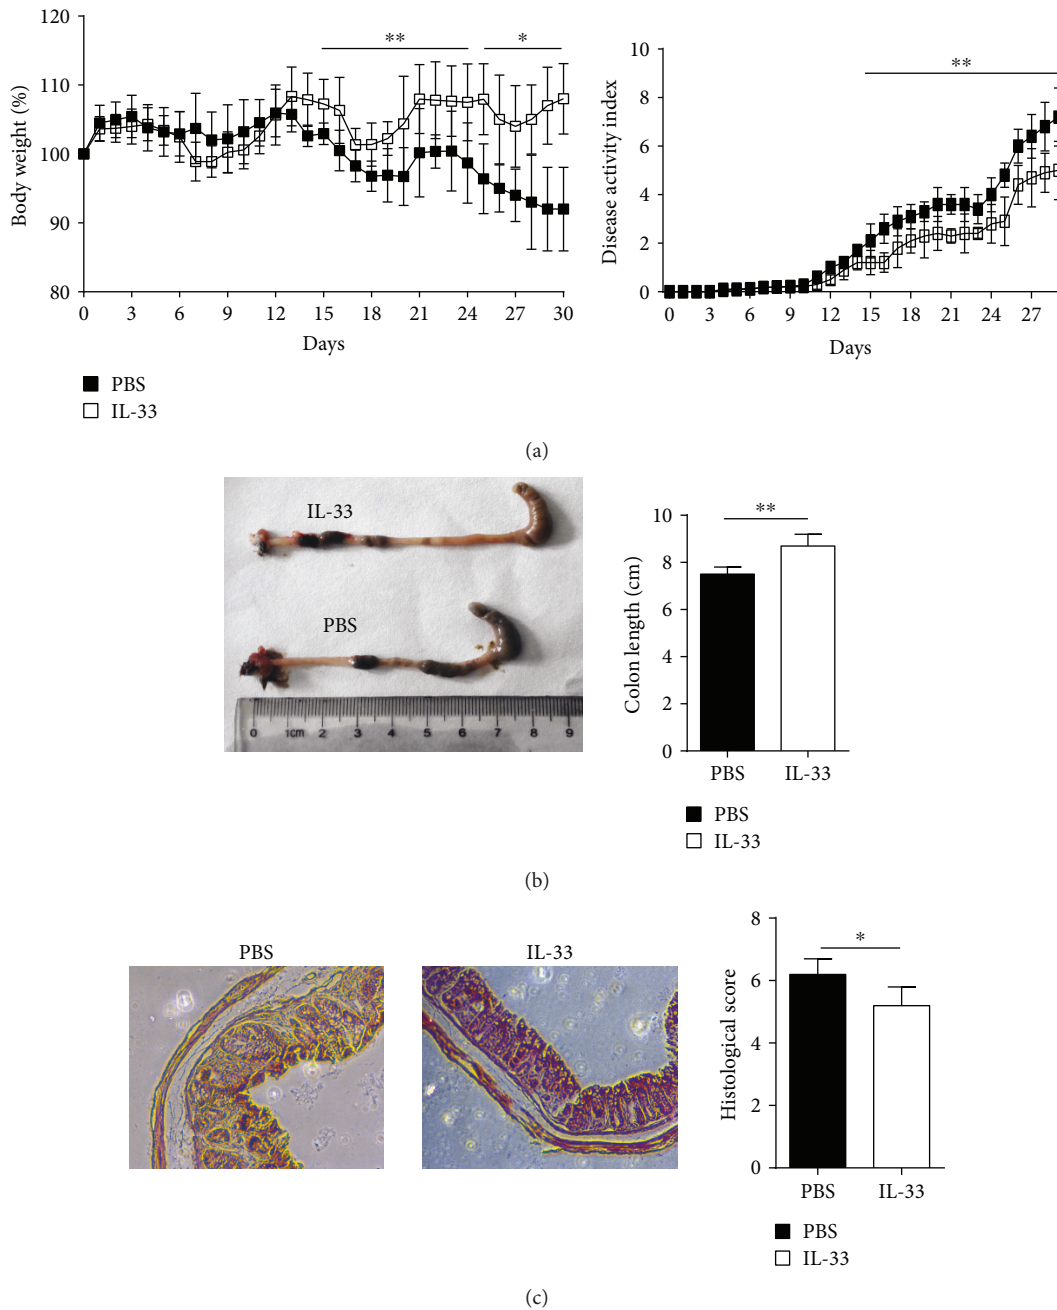 120
110
100
90
80
Body weight (%)
** *
0 3 6 9 12 15 18 21 24 27 30
Days
PBS
IL-33
10
8
6
4
2
0
Disease activity index
**
0 3 6 9 12 15 18 21 24 27
Days
(a)
IL-33
PBS
0 1cm 2 3 4 5 6 7 8 9
10
8
6
4
2
0
Colon length (cm)
**
PBS IL-33
PBS
IL-33
(b)
PBS
IL-33
8
6
4
2
0
Histological score
*
PBS IL-33
PBS
IL-33
(c)